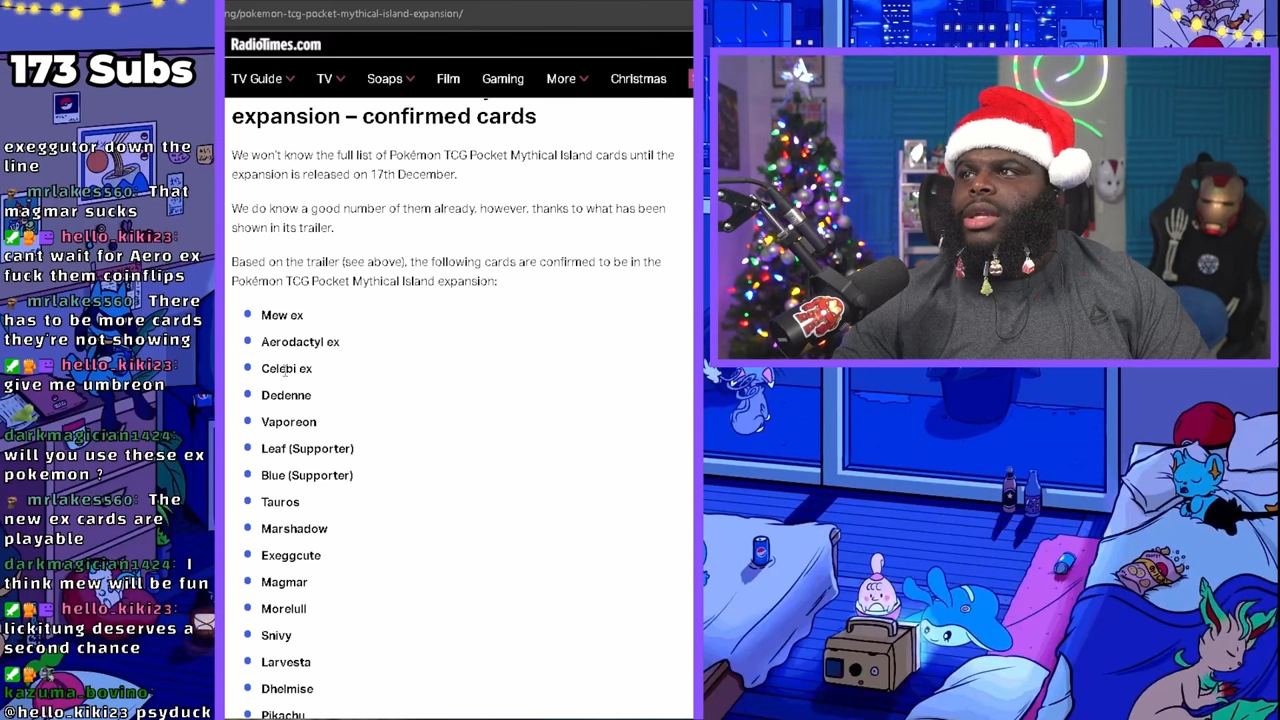 173 Subs
exeggutor down the
line
mrlakes560: That
magmar sucks
hello_kiki23:
cant wait for Aero ex
fuck them coinflips
mrlakes560: There
has to be more cards
they're not showing
hello_kiki23:
give me umbreon
darkmagician1424:
will you use these ex
pokemon ?
mrlakes560: The
new ex cards are
playable
darkmagician1424: I
think mew will be fun
hello_kiki23:
lickitung deserves a
second chance
kazuma_bovino:
@hello_kiki23 psyduck
ng/pokemon-tcg-pocket-mythical-island-expansion/
RadioTimes.com
TV Guide TV Soaps Film Gaming More Christmas
expansion – confirmed cards
We won't know the full list of Pokémon TCG Pocket Mythical Island cards until the
expansion is released on 17th December.
We do know a good number of them already, however, thanks to what has been
shown in its trailer.
Based on the trailer (see above), the following cards are confirmed to be in the
Pokémon TCG Pocket Mythical Island expansion:
Mew ex
Aerodactyl ex
Celebi ex
Dedenne
Vaporeon
Leaf (Supporter)
Blue (Supporter)
Tauros
Marshadow
Exeggcute
Magmar
Morelull
Snivy
Larvesta
Dhelmise
Pikachu